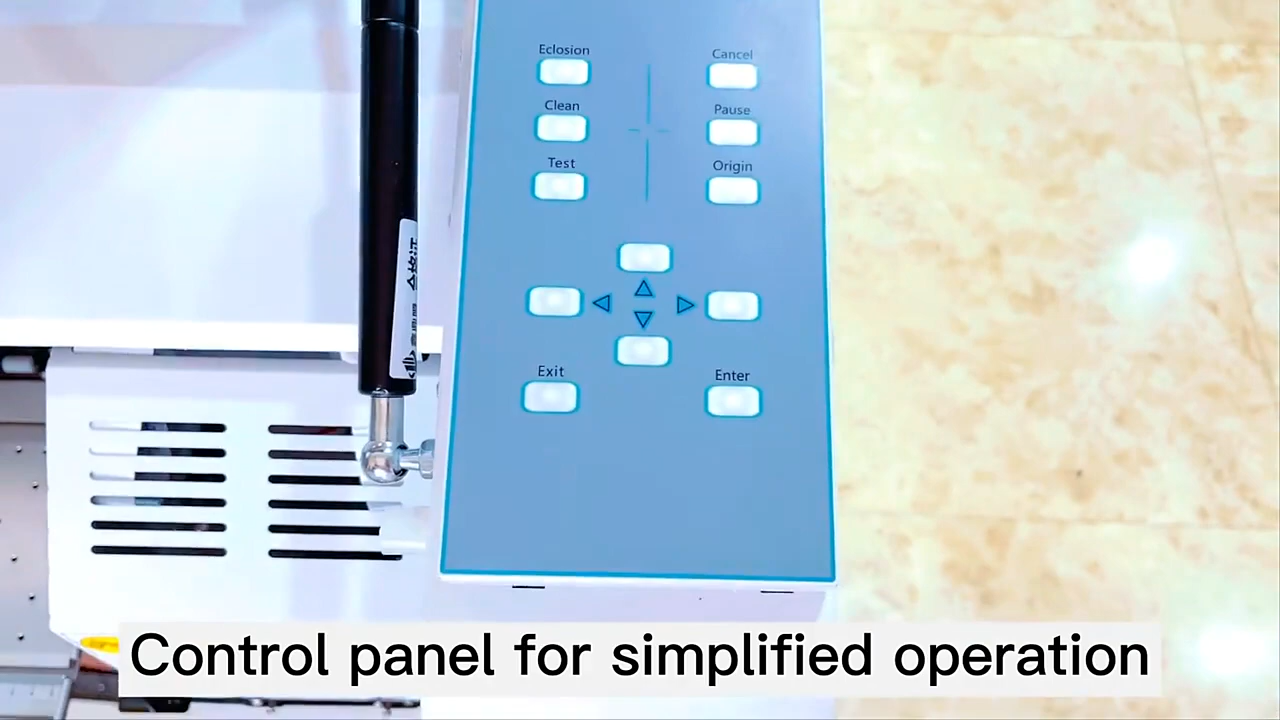 Eclosion
Cancel
Clean
Pause
Test
Origin
Exit
Enter
Control panel for simplified operation